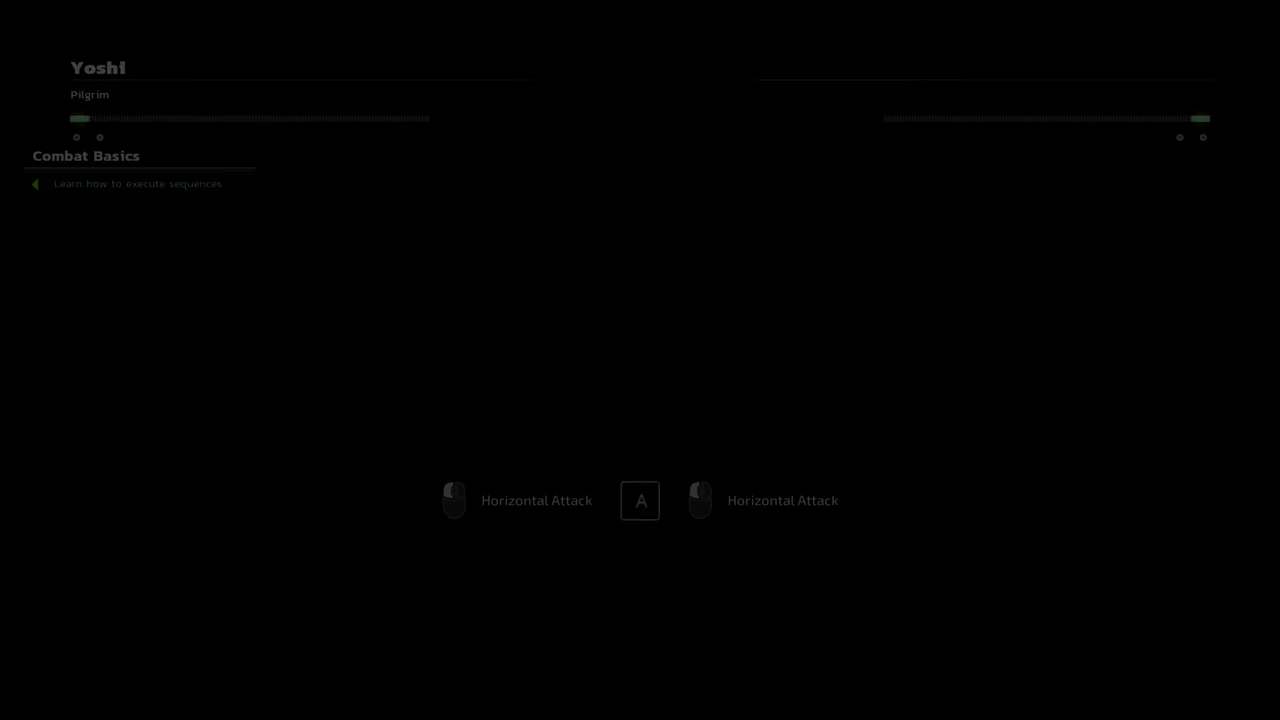 Yoshi
Pilgrim
Combat Basics
Learn how to execute sequences
Horizontal Attack A Horizontal Attack